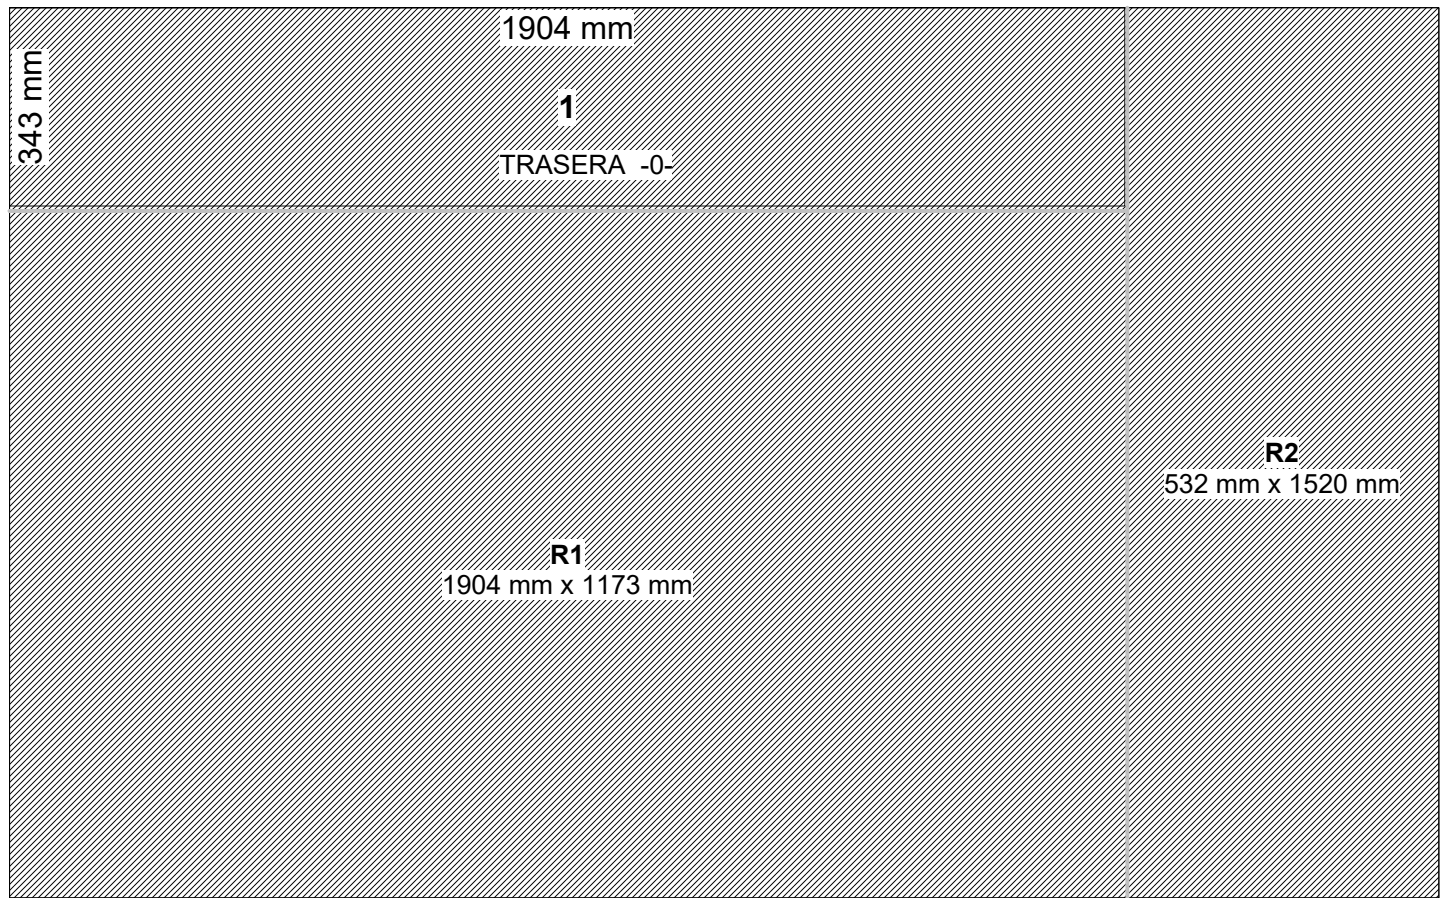 1904 mm
343 mm
1
TRASERA -0-
R2
532 mm x 1520 mm
R1
1904 mm x 1173 mm